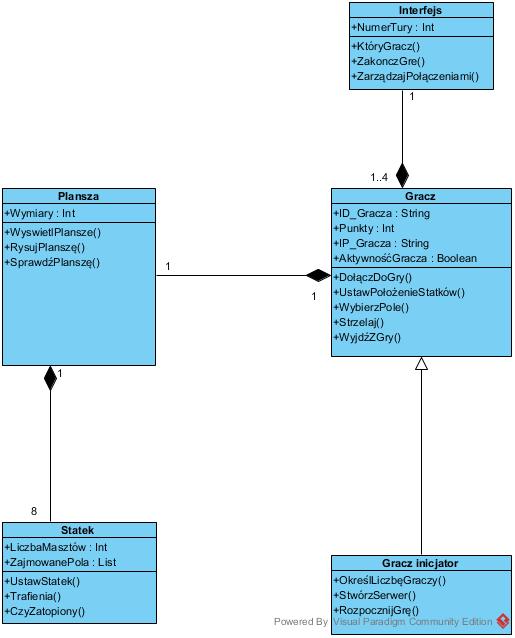 Interfejs
+NumerTury : Int
+KtóryGracz()
+ZakonczGre()
+ZarządzajPołączeniami()
1
1..4
Plansza
+Wymiary : Int
+WyswietlPlansze()
+RysujPlanszę()
+SprawdźPlanszę()
Gracz
+ID_Gracza : String
+Punkty : Int
+IP_Gracza : String
+AktywnośćGracza : Boolean
+DołączDoGry()
+UstawPołożenieStatków()
+WybierzPole()
+Strzelaj()
+WyjdźZGry()
1
1
1
8
Statek
+LiczbaMasztów : Int
+ZajmowanePola : List
+UstawStatek()
+Trafienia()
+CzyZatopiony()
Gracz inicjator
+OkreślLiczbęGraczy()
+StwórzSerwer()
+RozpocznijGrę()
Powered By Visual Paradigm Community Edition